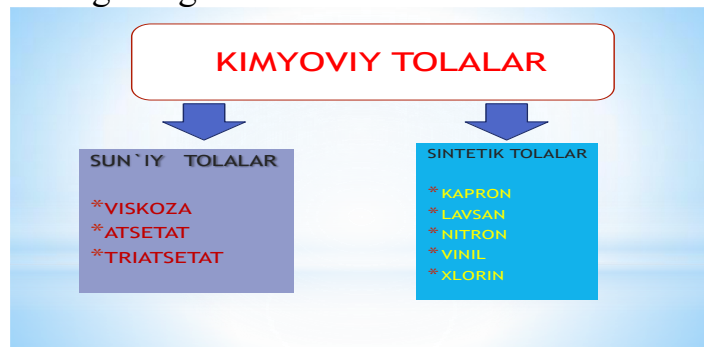 KIMYOVIY TOLALAR
SUN`IY TOLALAR
*VISKOZA
*ATSETAT
*TRIATSETAT
SINTETIK TOLALAR
*KAPRON
*LAVSAN
*NITRON
*VINIL
*XLORIN